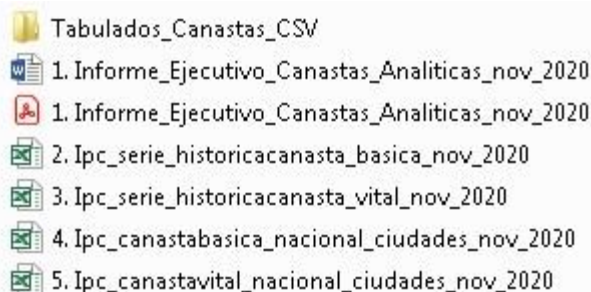 Tabulados_Canastas_CSV
1. Informe_Ejecutivo_Canastas_Analiticas_nov_2020
1. Informe_Ejecutivo_Canastas_Analiticas_nov_2020
2. Ipc_serie_historicacanasta_basica_nov_2020
3. Ipc_serie_historicacanasta_vital_nov_2020
4. Ipc_canastabasica_nacional_ciudades_nov_2020
5. Ipc_canastavital_nacional_ciudades_nov_2020